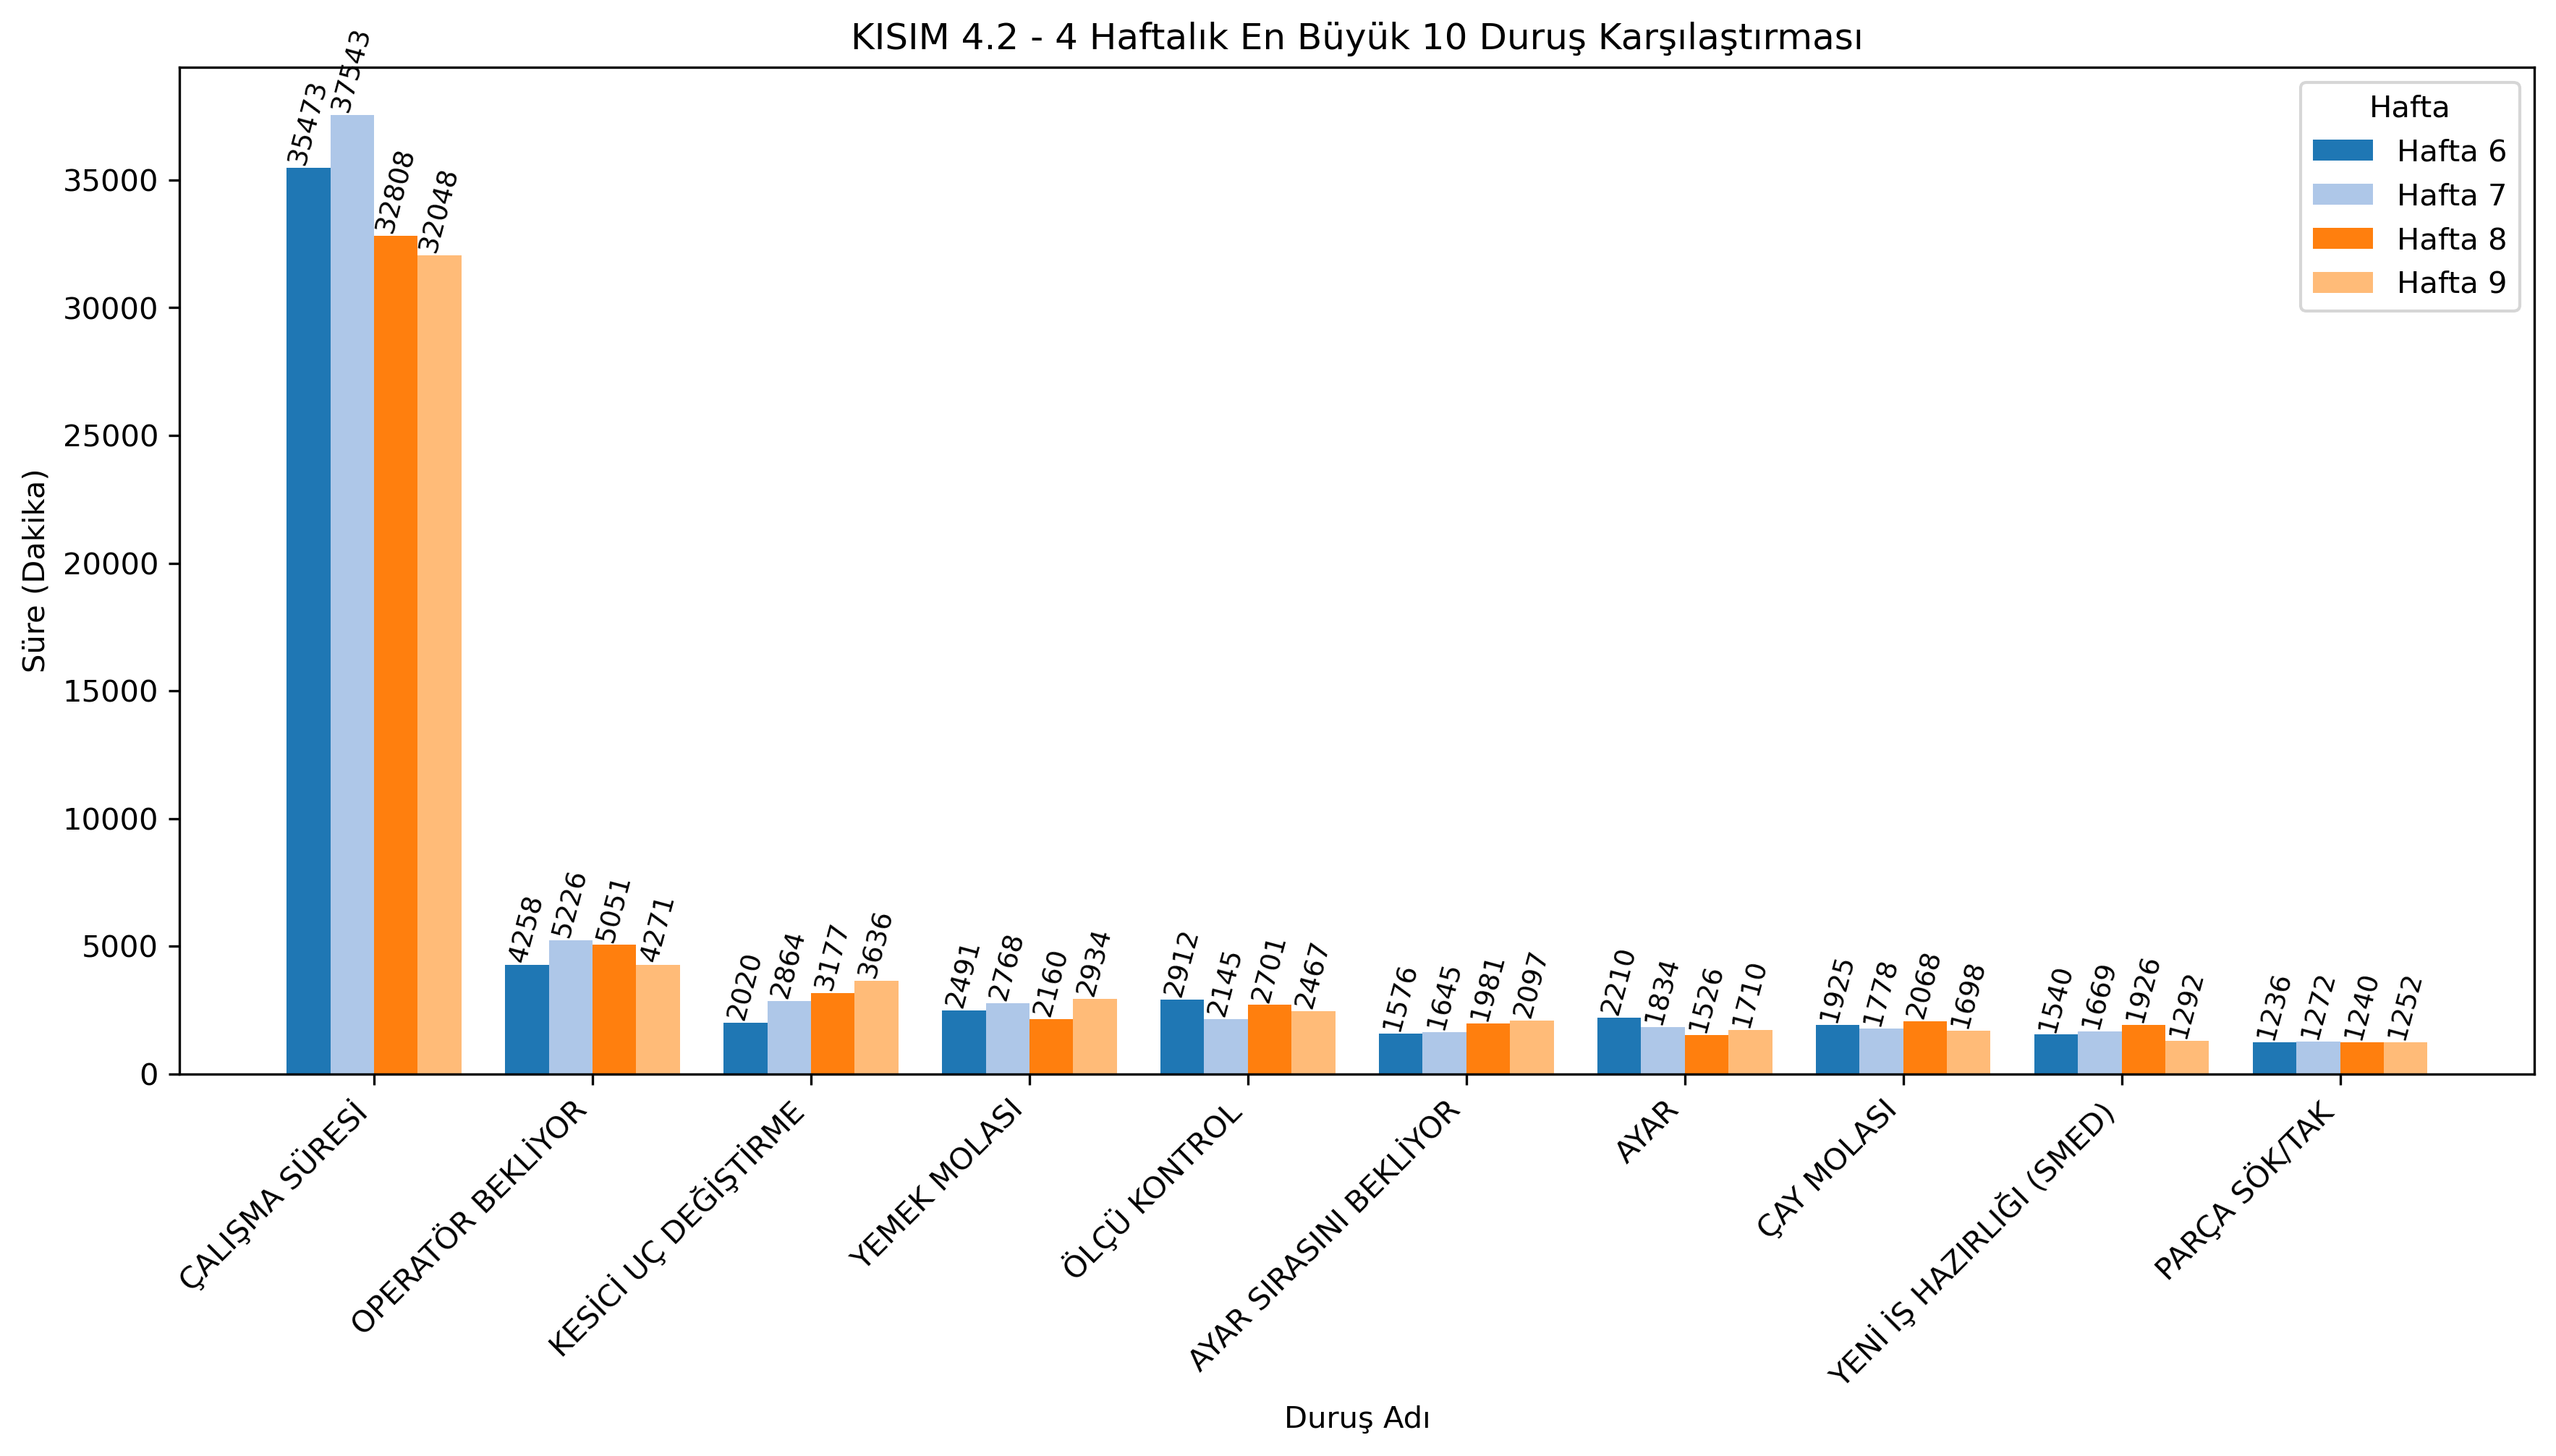 KISIM 4.2 - 4 Haftalık En Büyük 10 Duruş Karşılaştırması
Hafta
Hafta 6
Hafta 7
Hafta 8
Hafta 9
Süre (Dakika)
35000
30000
25000
20000
15000
10000
5000
0
35473 37543 32808 32048
4258 5226 5051 4271
2020 2864 3177 3636
2491 2768 2160 2934
2912 2145 2701 2467
1576 1645 1981 2097
2210 1834 1526 1710
1925 1778 2068 1698
1540 1669 1926 1292
1236 1272 1240 1252
ÇALIŞMA SÜRESİ
OPERATÖR BEKLİYOR
KESİCİ UÇ DEĞİŞTİRME
YEMEK MOLASI
ÖLÇÜ KONTROL
AYAR SIRASINI BEKLİYOR
AYAR
ÇAY MOLASI
YENİ İŞ HAZIRLIĞI (SMED)
PARÇA SÖK/TAK
Duruş Adı